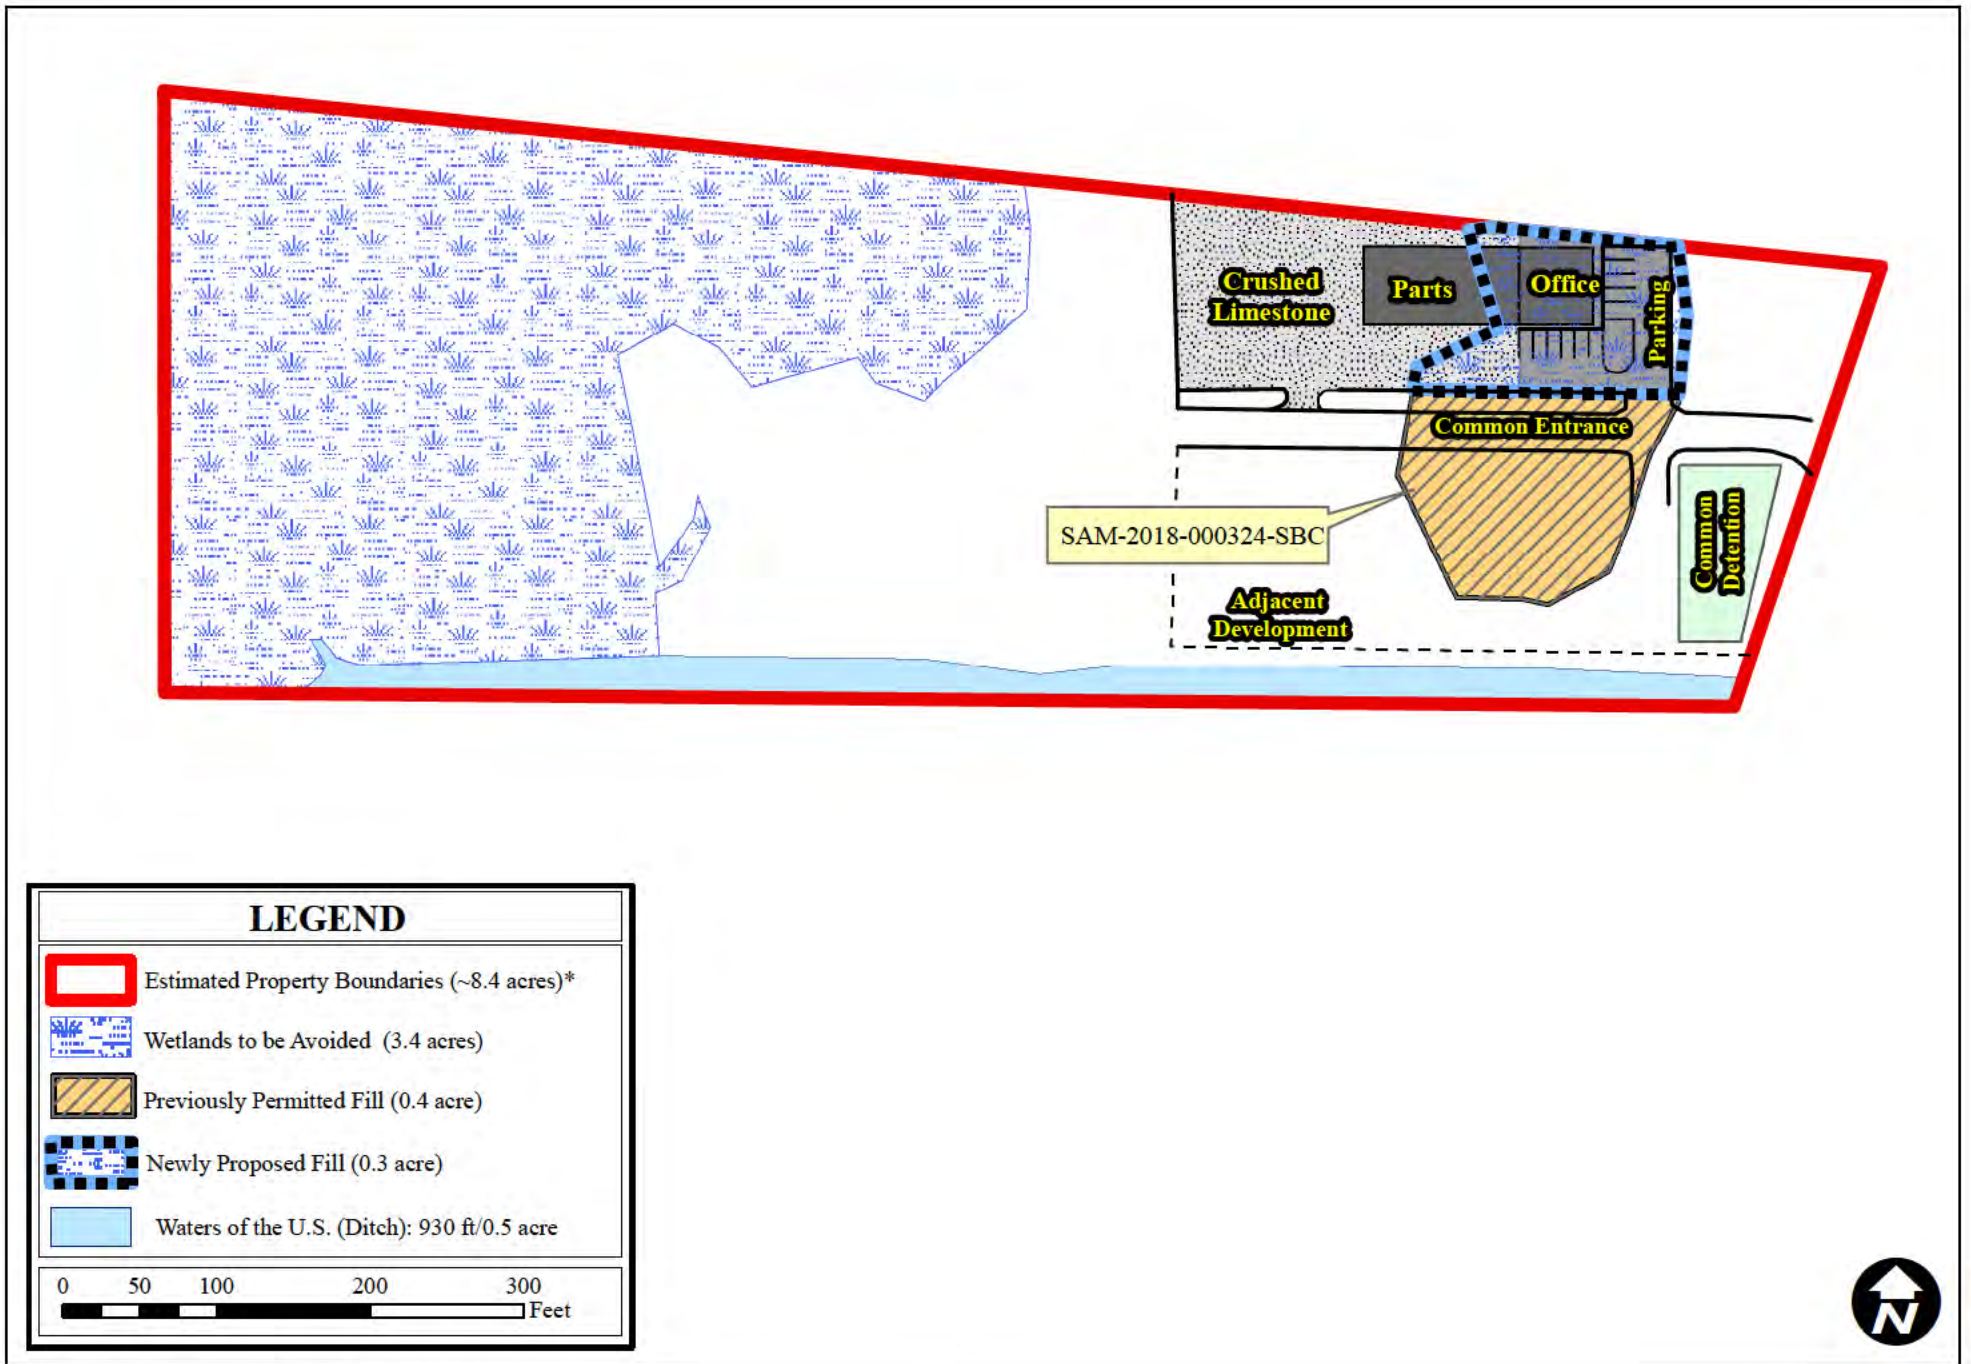 Crushed
Limestone
Parts
Office
Parking
Common Entrance
SAM-2018-000324-SBC
Common
Detention
Adjacent
Development
LEGEND
Estimated Property Boundaries (~8.4 acres)*
Wetlands to be Avoided (3.4 acres)
Previously Permitted Fill (0.4 acre)
Newly Proposed Fill (0.3 acre)
Waters of the U.S. (Ditch): 930 ft/0.5 acre
0 50 100 200 300
Feet
N